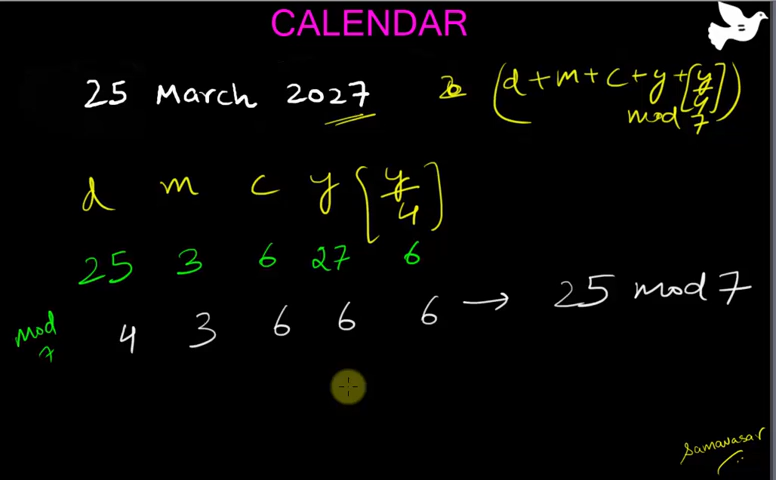 CALENDAR
25 March 2027 (d+m+c+y+[y/4]) mod 7
d m c y [y/4]
25 3 6 27 6
mod 7 4 3 6 6 6 → 25 mod 7
Samavasar